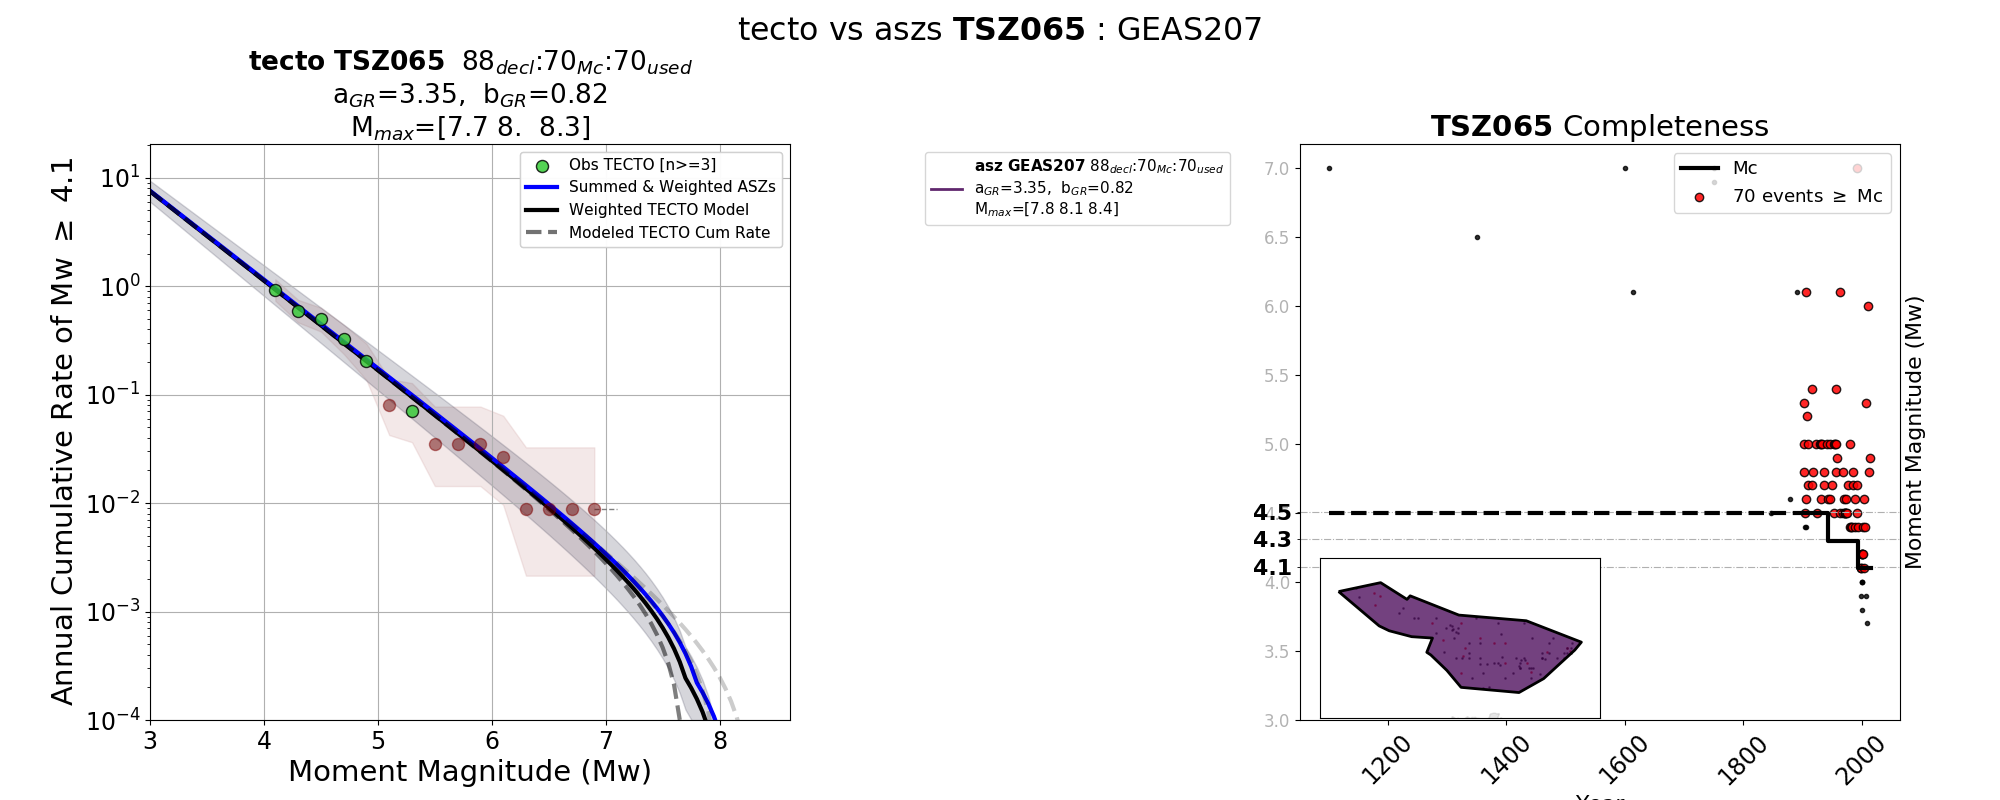 tecto vs aszs TSZ065 : GEAS207
tecto TSZ065 88decl:70Mc:70used
aGR=3.35, bGR=0.82
Mmax=[7.7 8. 8.3]
Annual Cumulative Rate of Mw ≥ 4.1
10^1
10^0
10^-1
10^-2
10^-3
10^-4
3 4 5 6 7 8
Moment Magnitude (Mw)
Obs TECTO [n>=3]
Summed & Weighted ASZs
Weighted TECTO Model
Modeled TECTO Cum Rate
asz GEAS207 88decl:70Mc:70used
aGR=3.35, bGR=0.82
Mmax=[7.8 8.1 8.4]
TSZ065 Completeness
Mc
70 events ≥ Mc
7.0
6.5
6.0
5.5
5.0
4.5
4.3
4.1
4.0
3.5
3.0
1200 1400 1600 1800 2000
Moment Magnitude (Mw)
Year